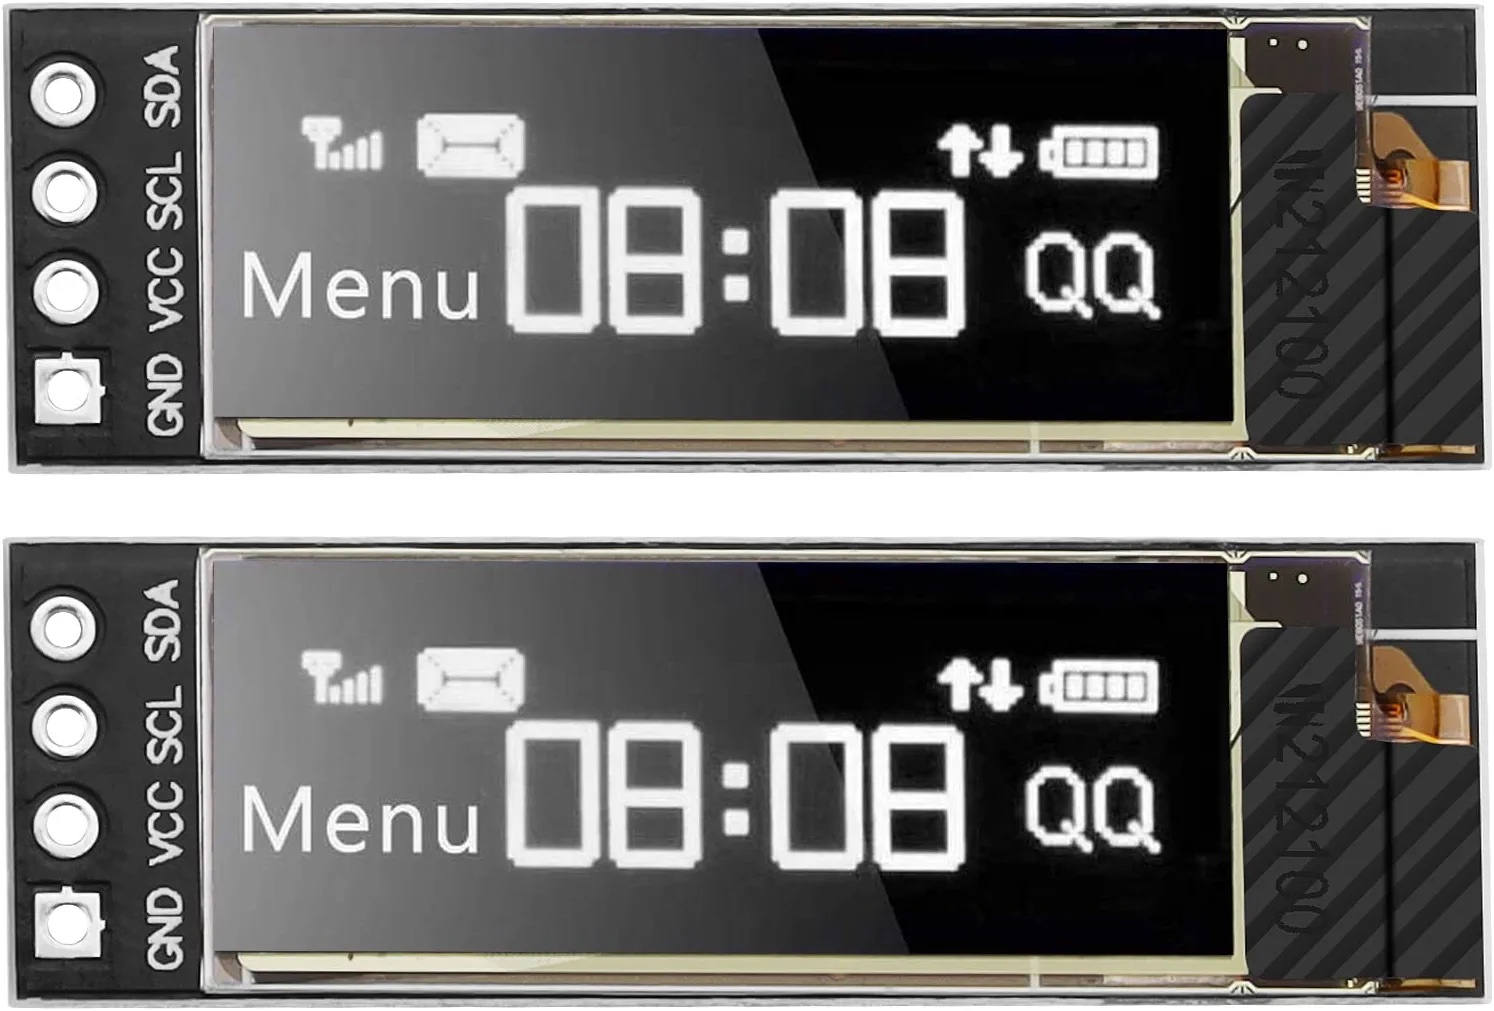 SDA
SCL
VCC
GND
Menu 08:08 QQ
SDA
SCL
VCC
GND
Menu 08:08 QQ